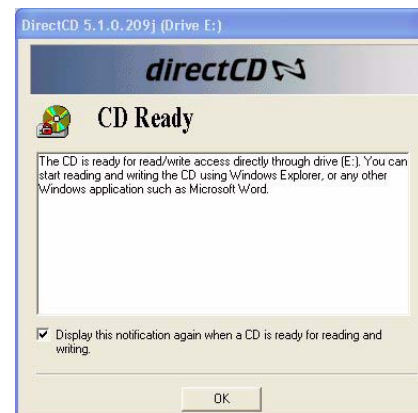 DirectCD 5.1.0.209j (Drive E:)
directCD
CD Ready
The CD is ready for read/write access directly through drive (E:). You can
start reading and writing the CD using Windows Explorer, or any other
Windows application such as Microsoft Word.
Display this notification again when a CD is ready for reading and
writing.
OK